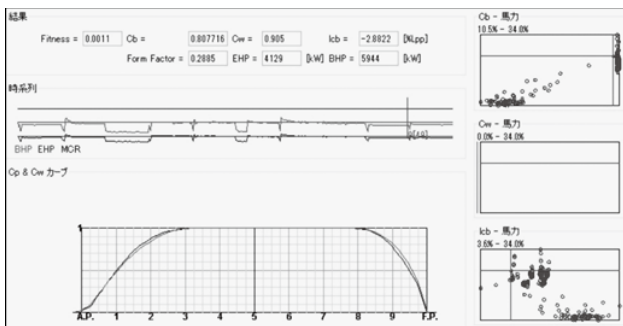 結果
Fitness = 0.0011 Cb = 0.807716 Cw = 0.905 lcb = -2.8822 [%Lpp]
Form Factor = 0.2885 EHP = 4129 [kW] BHP = 5944 [kW]
時系列
BHP EHP MCR
Cp & Cw カーブ
A.P. 1 2 3 4 5 6 7 8 9 F.P.
Cb - 馬力
10.5% - 34.0%
Cw - 馬力
0.0% - 34.0%
lcb - 馬力
3.6% - 34.0%